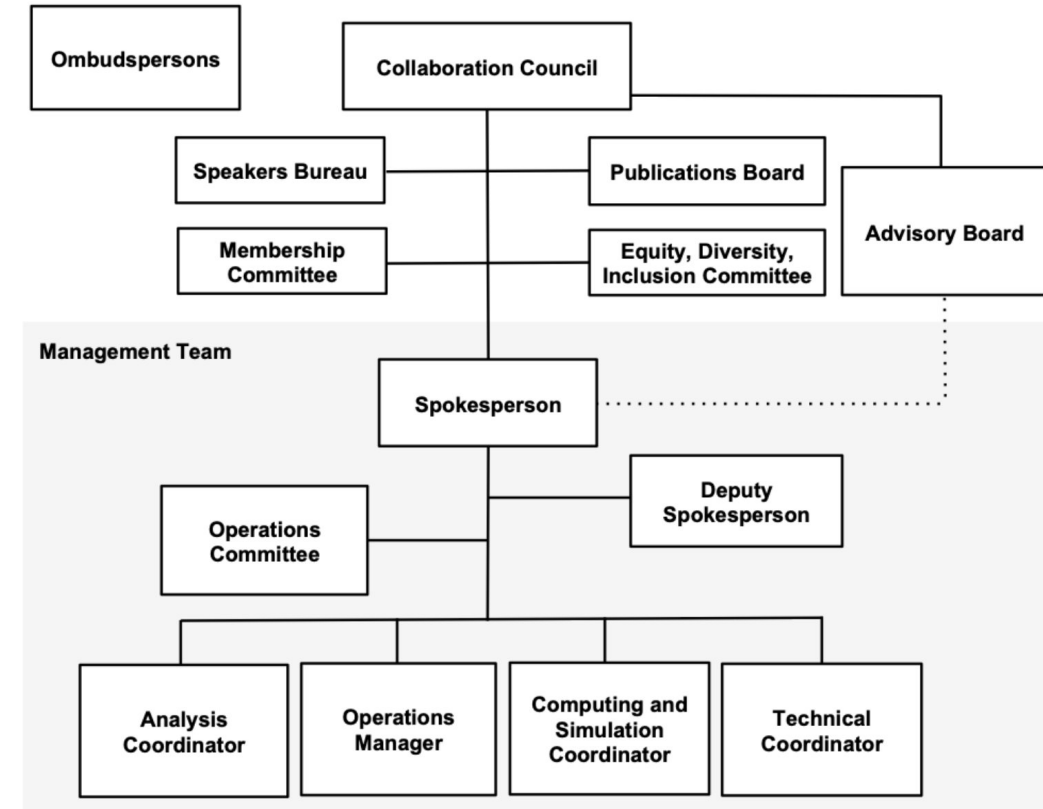 Ombudspersons
Collaboration Council
Speakers Bureau
Publications Board
Advisory Board
Membership
Committee
Equity, Diversity,
Inclusion Committee
Management Team
Spokesperson
Deputy
Spokesperson
Operations
Committee
Analysis
Coordinator
Operations
Manager
Computing and
Simulation
Coordinator
Technical
Coordinator